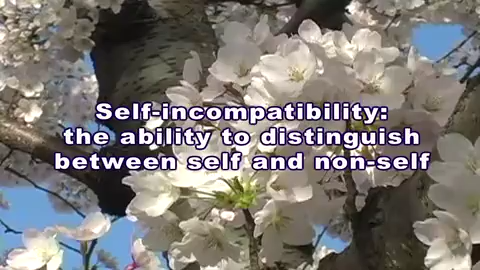 Self-incompatibility:
the ability to distinguish
between self and non-self